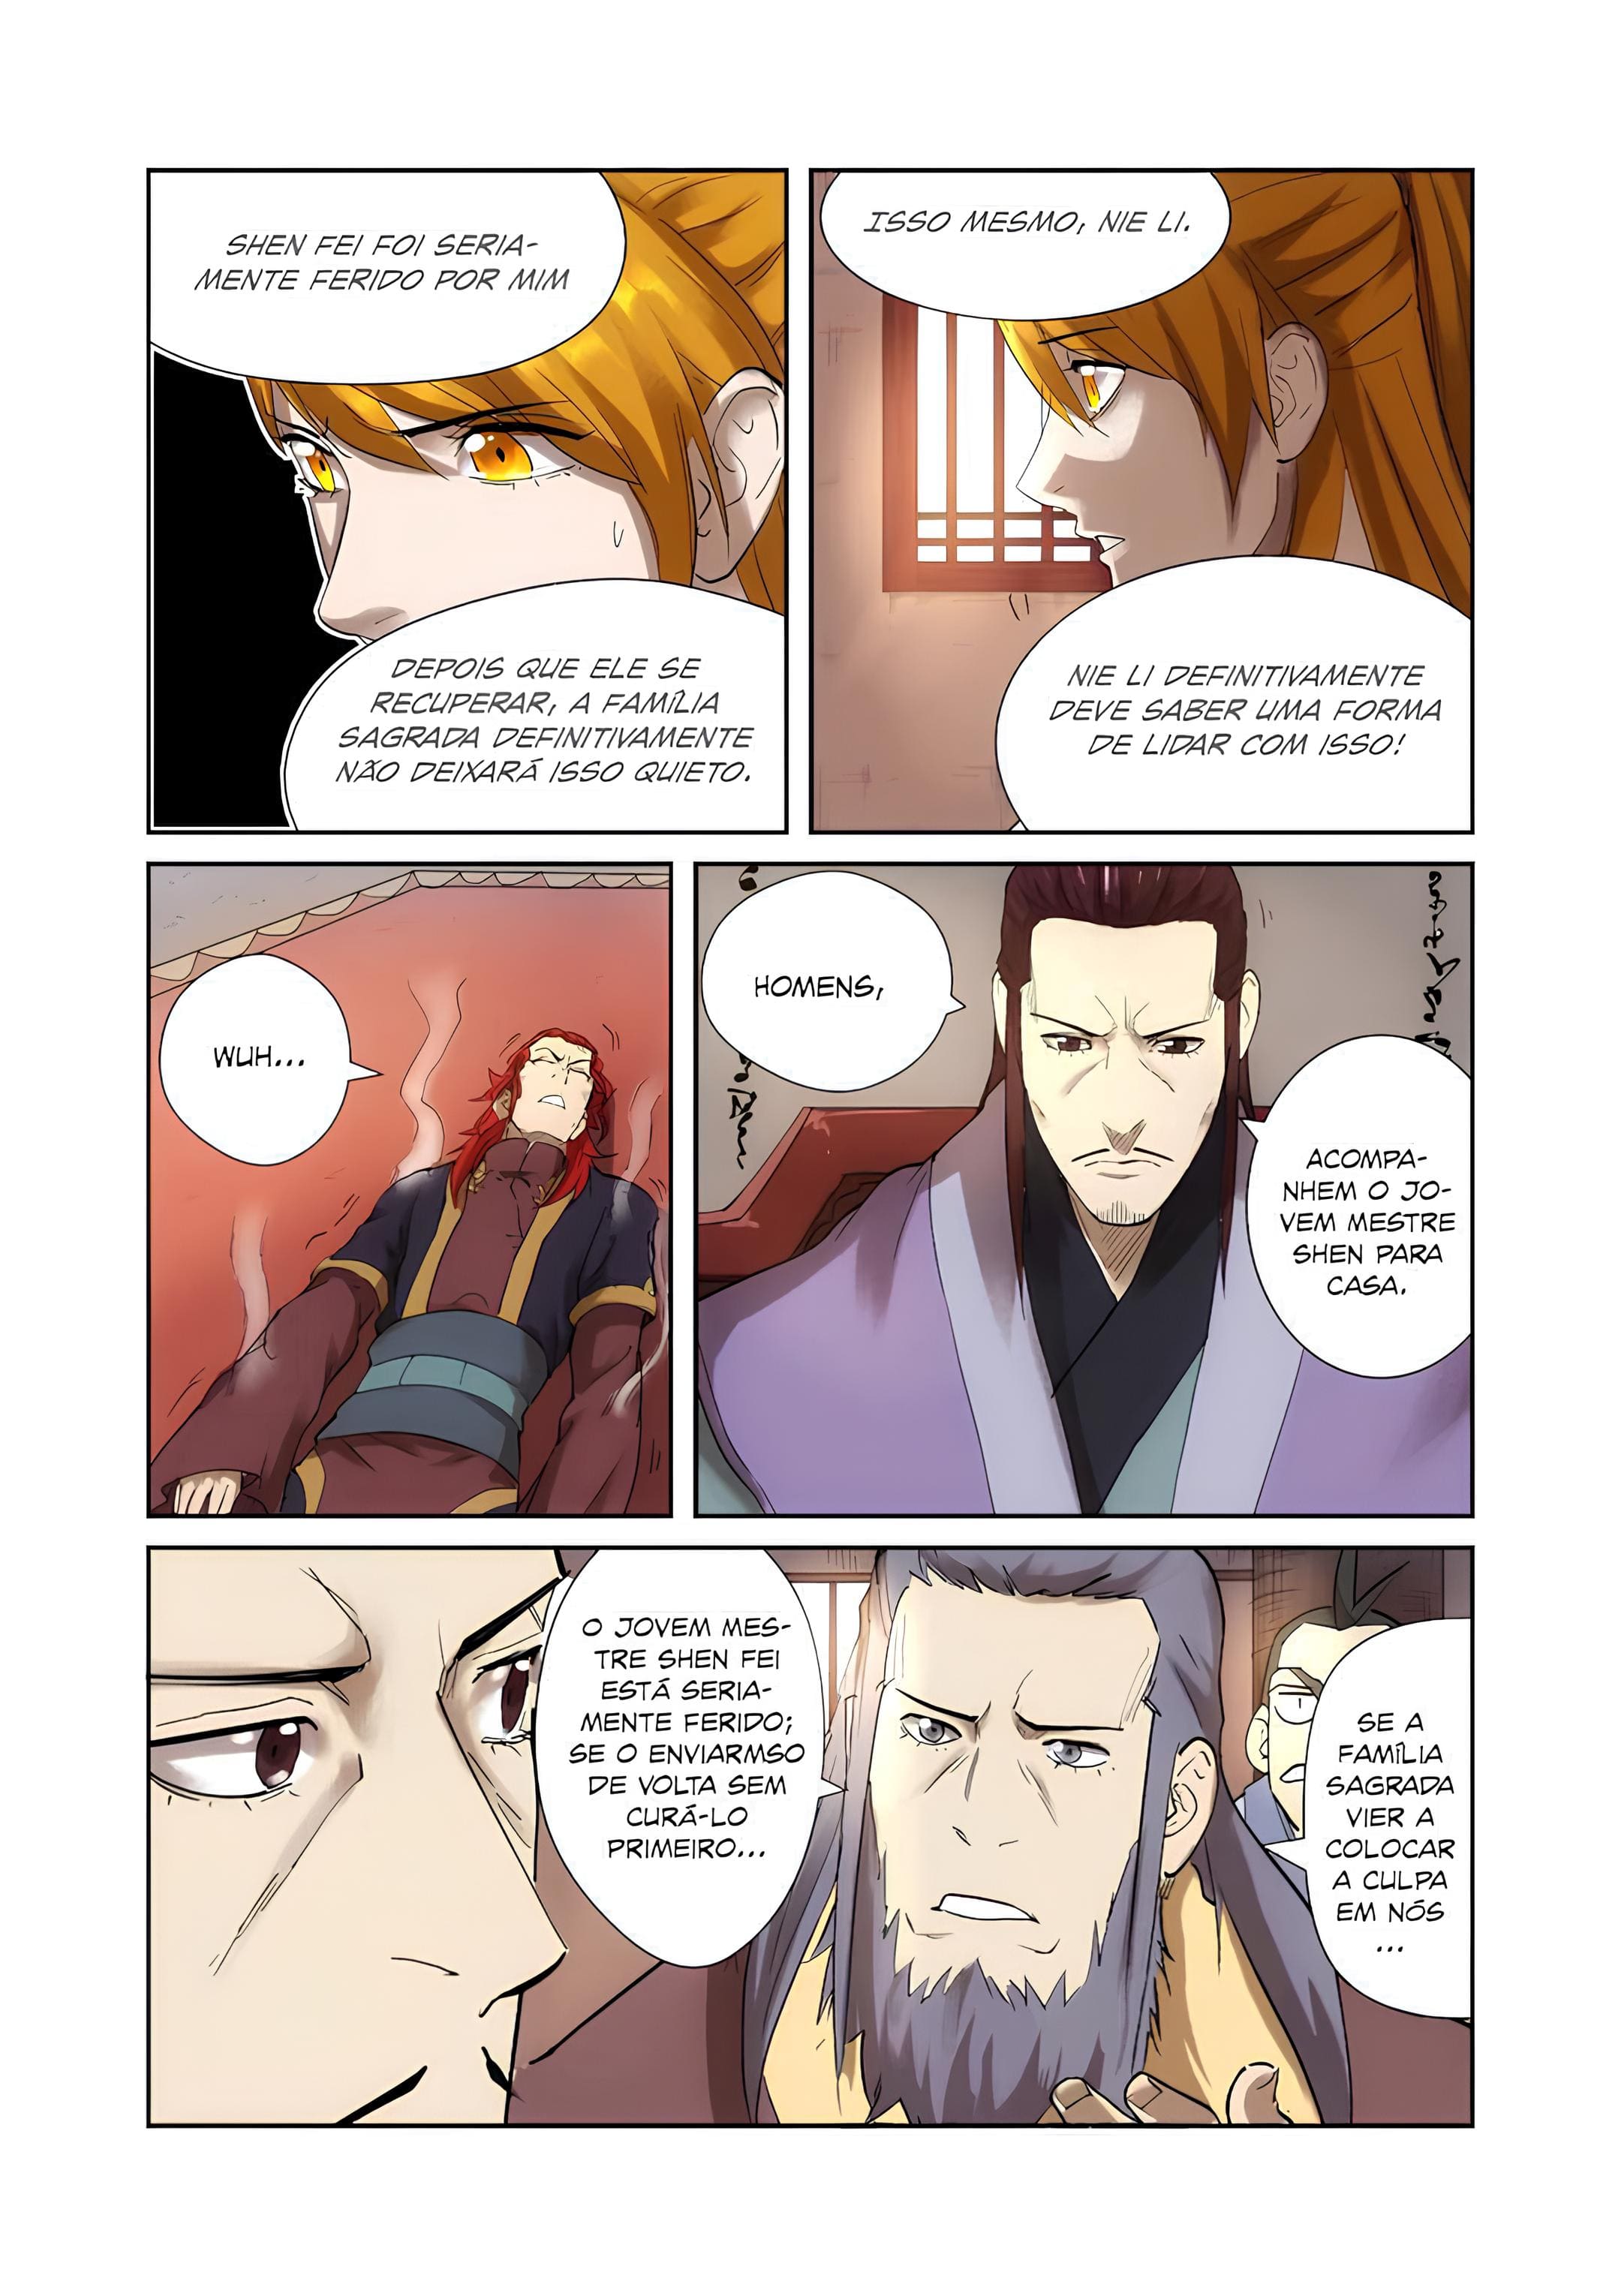 SHEN FEI FOI SERIA-
MENTE FERIDO POR MIM
DEPOIS QUE ELE SE
RECUPERAR, A FAMÍLIA
SAGRADA DEFINITIVAMENTE
NÃO DEIXARÁ ISSO QUIETO.
ISSO MESMO, NIE LI.
NIE LI DEFINITIVAMENTE
DEVE SABER UMA FORMA
DE LIDAR COM ISSO!
WUH...
HOMENS,
ACOMPA-
NHEM O JO-
VEM MESTRE
SHEN PARA
CASA.
O JOVEM MES-
TRE SHEN FEI
ESTÁ SERIA-
MENTE FERIDO;
SE O ENVIARMSO
DE VOLTA SEM
CURÁ-LO
PRIMEIRO...
SE A
FAMÍLIA
SAGRADA
VIER A
COLOCAR
A CULPA
EM NÓS
...